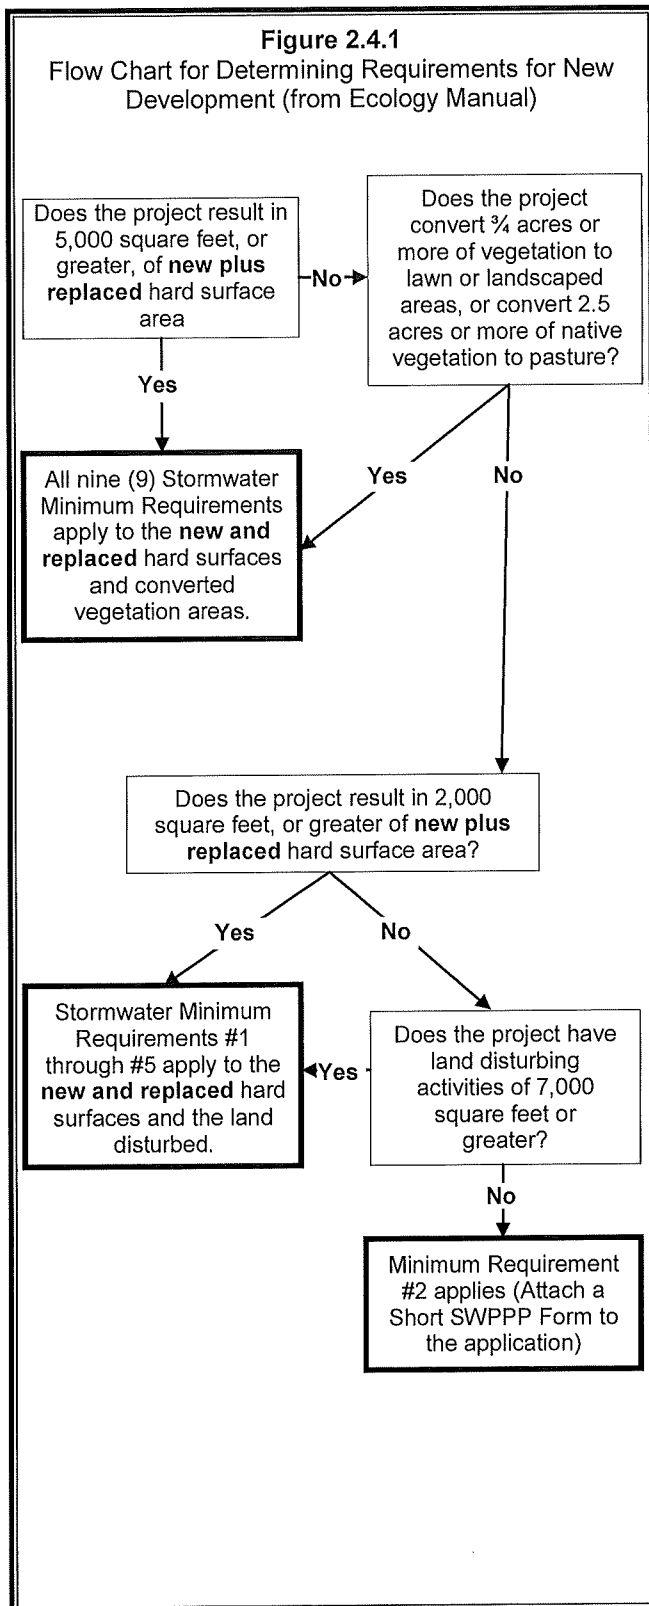 Figure 2.4.1
Flow Chart for Determining Requirements for New
Development (from Ecology Manual)
Does the project result in
5,000 square feet, or
greater, of new plus
replaced hard surface
area
No
Does the project
convert ¾ acres or
more of vegetation to
lawn or landscaped
areas, or convert 2.5
acres or more of native
vegetation to pasture?
Yes
All nine (9) Stormwater
Minimum Requirements
apply to the new and
replaced hard surfaces
and converted
vegetation areas.
Yes
No
Does the project result in 2,000
square feet, or greater of new plus
replaced hard surface area?
Yes
No
Stormwater Minimum
Requirements #1
through #5 apply to the
new and replaced hard
surfaces and the land
disturbed.
Yes
Does the project have
land disturbing
activities of 7,000
square feet or
greater?
No
Minimum Requirement
#2 applies (Attach a
Short SWPPP Form to
the application)